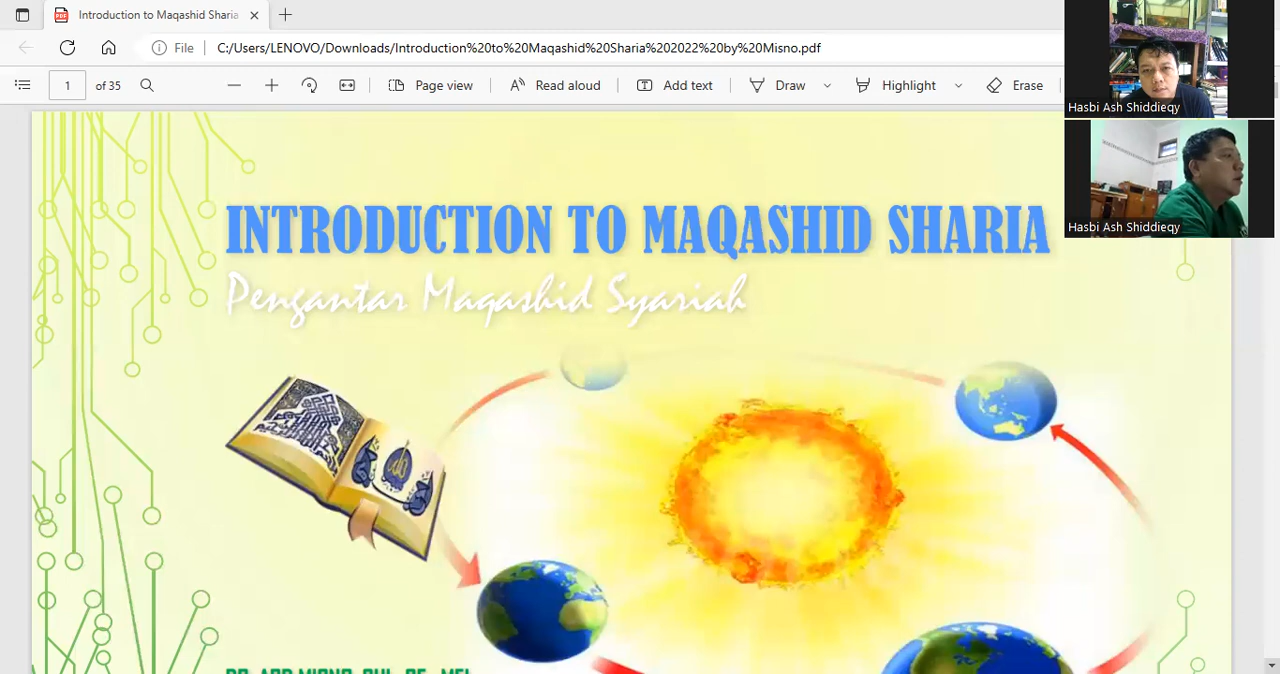 Introduction to Maqashid Sharia
File
C:/Users/LENOVO/Downloads/Introduction%20to%20Maqashid%20Sharia%202022%20by%20Misno.pdf
1 of 35
Page view
Read aloud
Add text
Draw
Highlight
Erase
Hasbi Ash Shiddieqy
Hasbi Ash Shiddieqy
INTRODUCTION TO MAQASHID SHARIA
Pengantar Maqashid Syariah